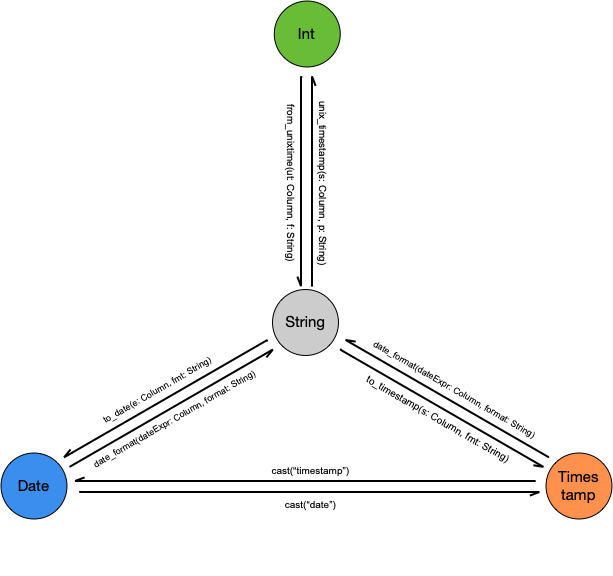 Int
from_unixtime(ut: Column, f: String)
unix_timestamp(s: Column, p: String)
String
to_date(e: Column, fmt: String)
date_format(dateExpr: Column, format: String)
date_format(dateExpr: Column, format: String)
to_timestamp(s: Column, fmt: String)
Date
cast("timestamp")
cast("date")
Times
tamp